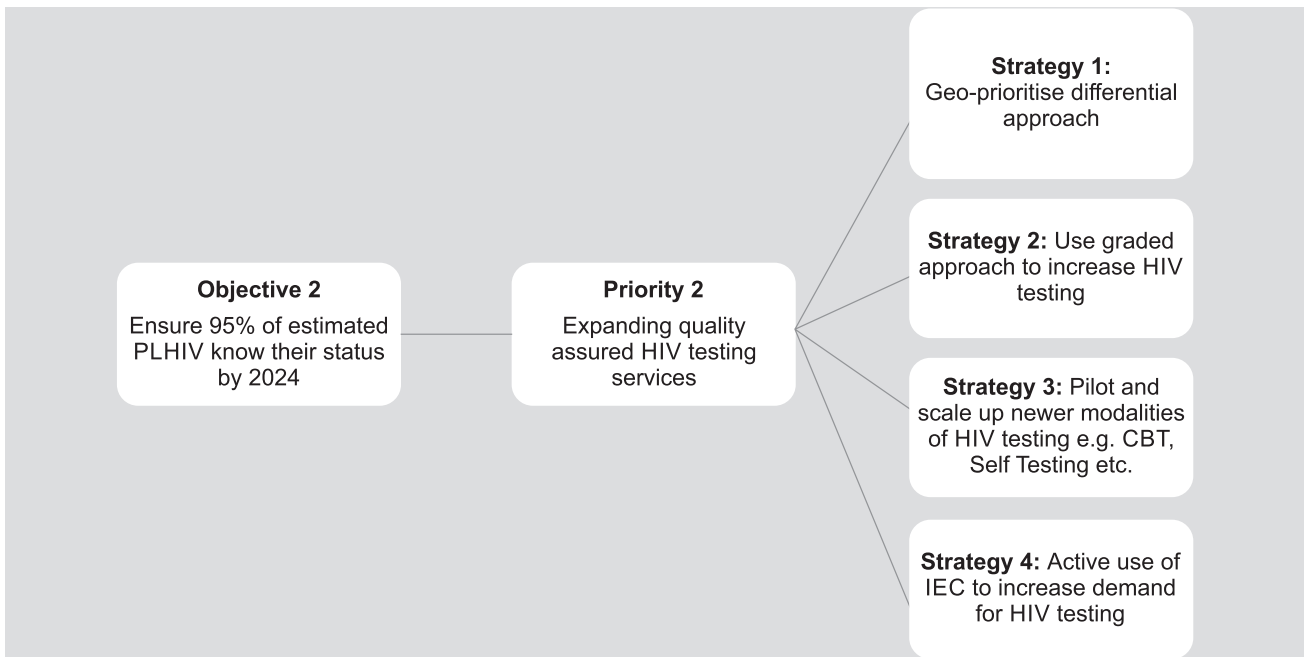 Objective 2
Ensure 95% of estimated
PLHIV know their status
by 2024
Priority 2
Expanding quality
assured HIV testing
services
Strategy 1:
Geo-prioritise differential
approach
Strategy 2: Use graded
approach to increase HIV
testing
Strategy 3: Pilot and
scale up newer modalities
of HIV testing e.g. CBT,
Self Testing etc.
Strategy 4: Active use of
IEC to increase demand
for HIV testing